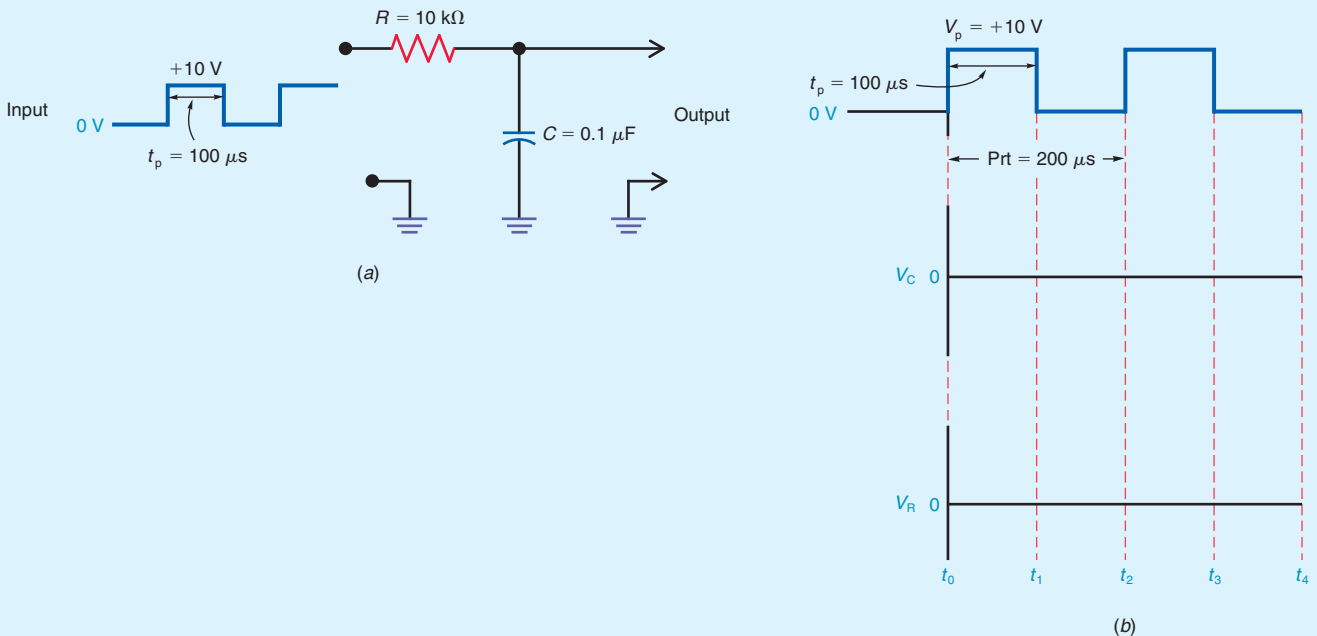 R = 10 kΩ
+10 V
Input
0 V
t_p = 100 μs
C = 0.1 μF
Output
(a)
V_p = +10 V
t_p = 100 μs
0 V
Prt = 200 μs
V_C 0
V_R 0
t_0 t_1 t_2 t_3 t_4
(b)